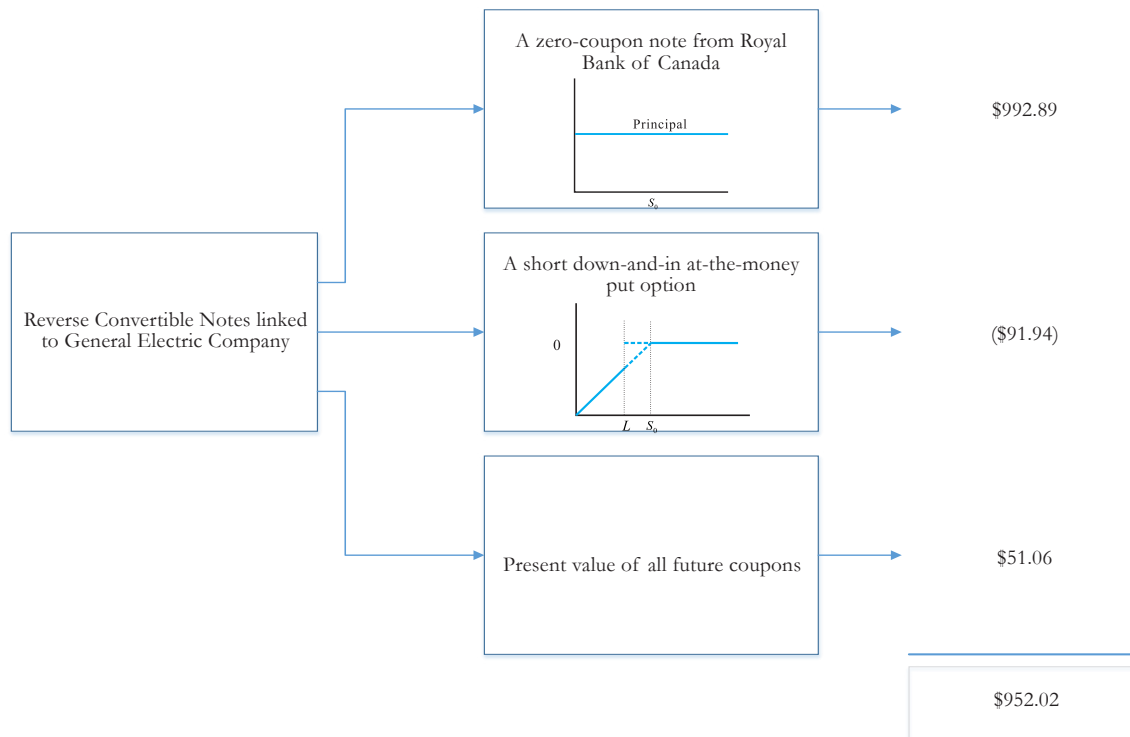 A zero-coupon note from Royal
Bank of Canada
Principal
S₀
$992.89
Reverse Convertible Notes linked
to General Electric Company
A short down-and-in at-the-money
put option
0
L
S₀
($91.94)
Present value of all future coupons
$51.06
$952.02